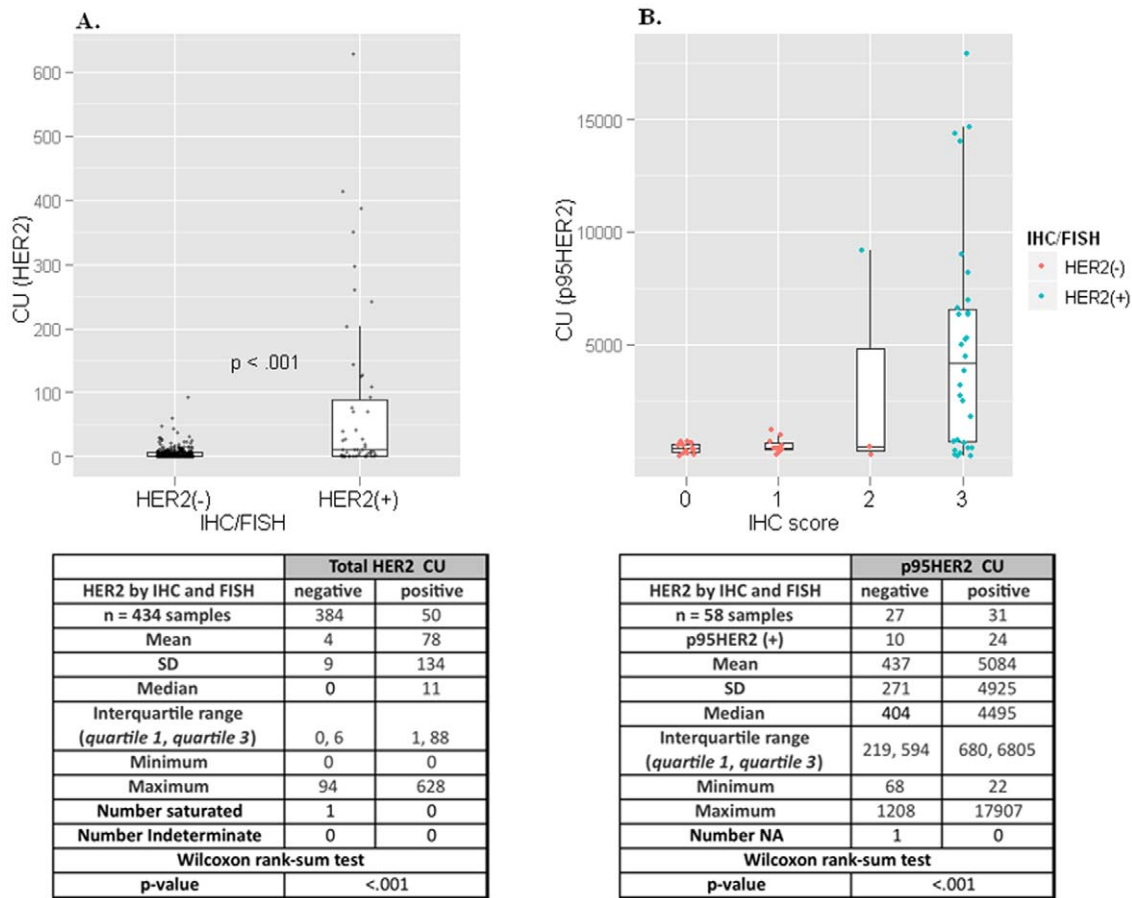 A.
600
500
400
300
200
100
0
CU (HER2)
p < .001
HER2(-)
HER2(+)
IHC/FISH
B.
15000
10000
5000
CU (p95HER2)
0
1
2
3
IHC score
IHC/FISH
HER2(-)
HER2(+)
Total HER2 CU
HER2 by IHC and FISH negative positive
n = 434 samples 384 50
Mean 4 78
SD 9 134
Median 0 11
Interquartile range
(quartile 1, quartile 3) 0, 6 1, 88
Minimum 0 0
Maximum 94 628
Number saturated 1 0
Number Indeterminate 0 0
Wilcoxon rank-sum test
p-value <.001
p95HER2 CU
HER2 by IHC and FISH negative positive
n = 58 samples 27 31
p95HER2 (+) 10 24
Mean 437 5084
SD 271 4925
Median 404 4495
Interquartile range
(quartile 1, quartile 3) 219, 594 680, 6805
Minimum 68 22
Maximum 1208 17907
Number NA 1 0
Wilcoxon rank-sum test
p-value <.001